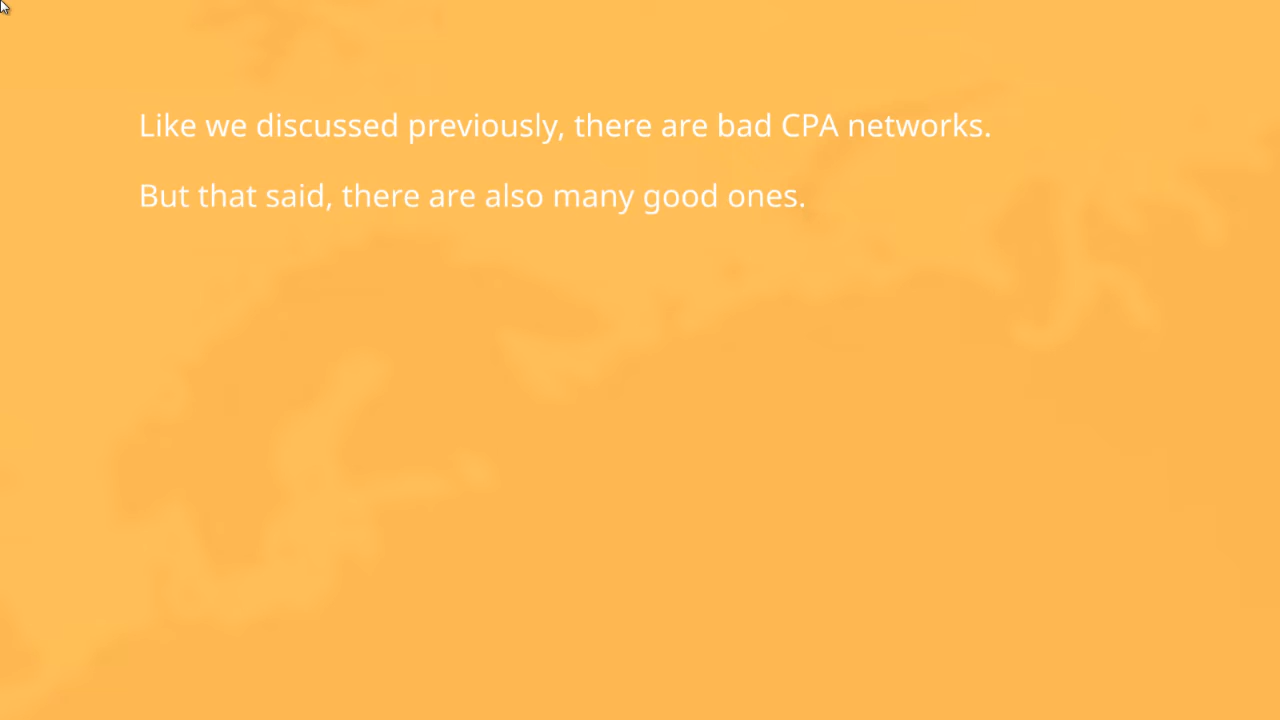 Like we discussed previously, there are bad CPA networks.
But that said, there are also many good ones.